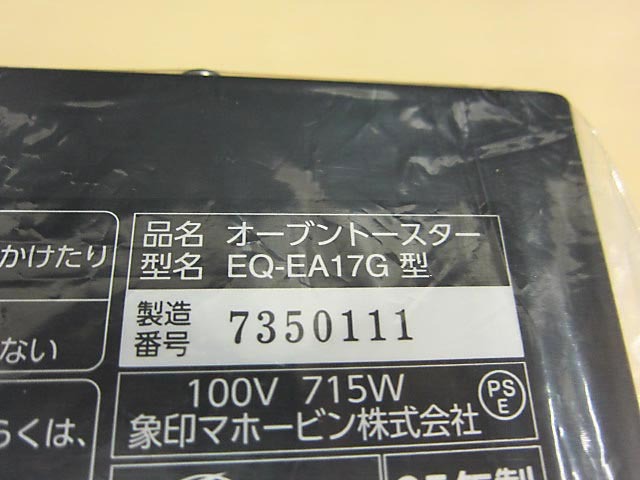 かけたり
ない
らくは、
品名 オーブントースター
型名 EQ-EA17G 型
製造
番号 7350111
100V 715W
PS
E
象印マホービン株式会社